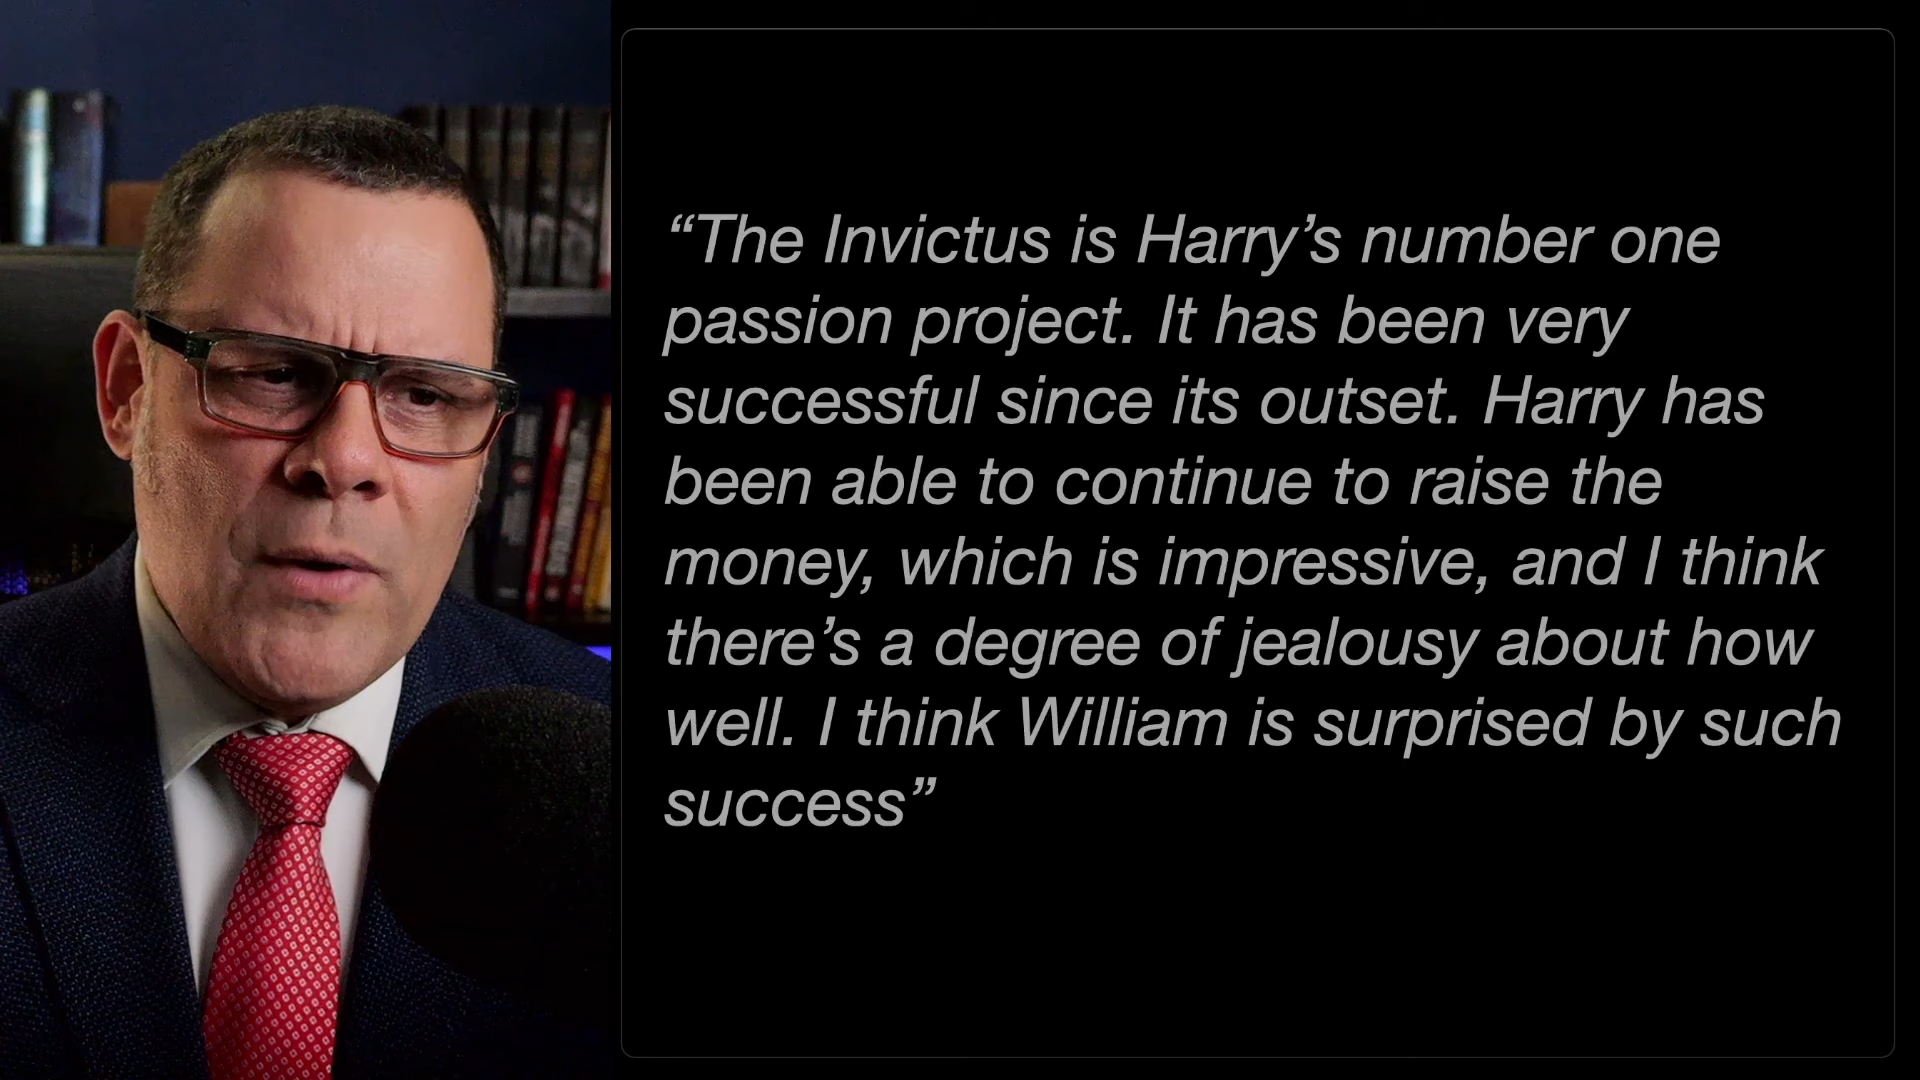 “The Invictus is Harry’s number one
passion project. It has been very
successful since its outset. Harry has
been able to continue to raise the
money, which is impressive, and I think
there’s a degree of jealousy about how
well. I think William is surprised by such
success”